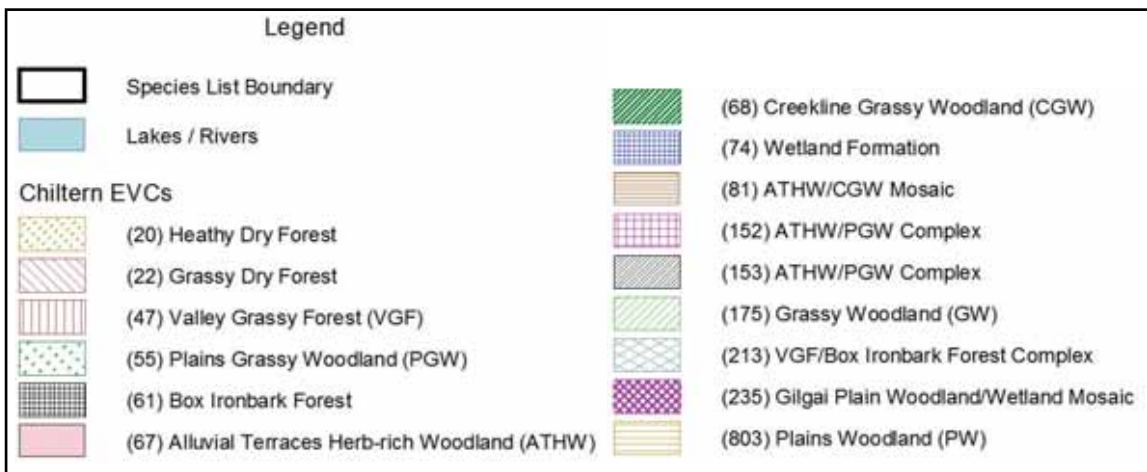 Legend
Species List Boundary
Lakes / Rivers
Chiltern EVCs
(20) Heathy Dry Forest
(22) Grassy Dry Forest
(47) Valley Grassy Forest (VGF)
(55) Plains Grassy Woodland (PGW)
(61) Box Ironbark Forest
(67) Alluvial Terraces Herb-rich Woodland (ATHW)
(68) Creekline Grassy Woodland (CGW)
(74) Wetland Formation
(81) ATHW/CGW Mosaic
(152) ATHW/PGW Complex
(153) ATHW/PGW Complex
(175) Grassy Woodland (GW)
(213) VGF/Box Ironbark Forest Complex
(235) Gilgai Plain Woodland/Wetland Mosaic
(803) Plains Woodland (PW)